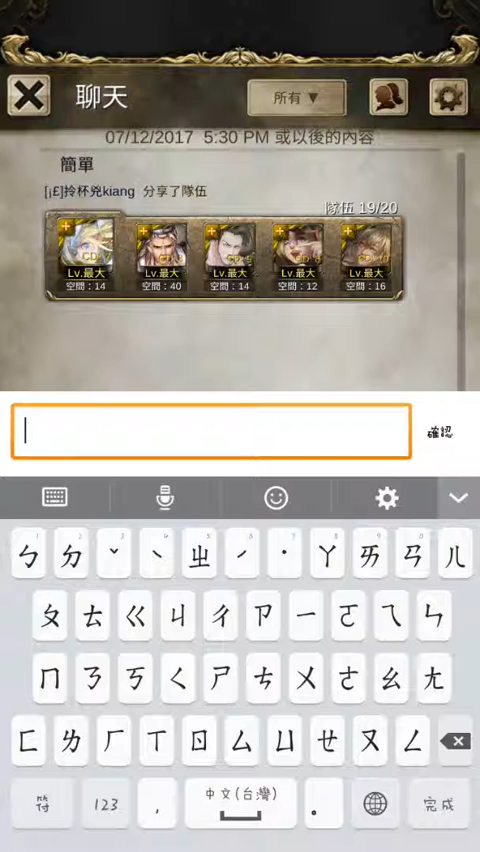 聊天
所有 ▼
07/12/2017 5:30 PM 或以後的內容
簡單
[¡£]拎杯兇kiang 分享了隊伍
隊伍 19/20
Lv.最大 Lv.最大 Lv.最大 Lv.最大 Lv.最大
空間：14 空間：40 空間：14 空間：12 空間：16
確認
ㄅ ㄉ ˇ ˋ ㄓ ˊ ˙ ㄚ ㄞ ㄢ ㄦ
ㄆ ㄊ ㄍ ㄐ ㄔ ㄗ ㄧ ㄛ ㄟ ㄣ
ㄇ ㄋ ㄎ ㄑ ㄕ ㄘ ㄨ ㄜ ㄠ ㄤ
ㄈ ㄌ ㄏ ㄒ ㄖ ㄙ ㄩ ㄝ ㄡ ㄥ
符 123 , 中文(台灣) 。 完成